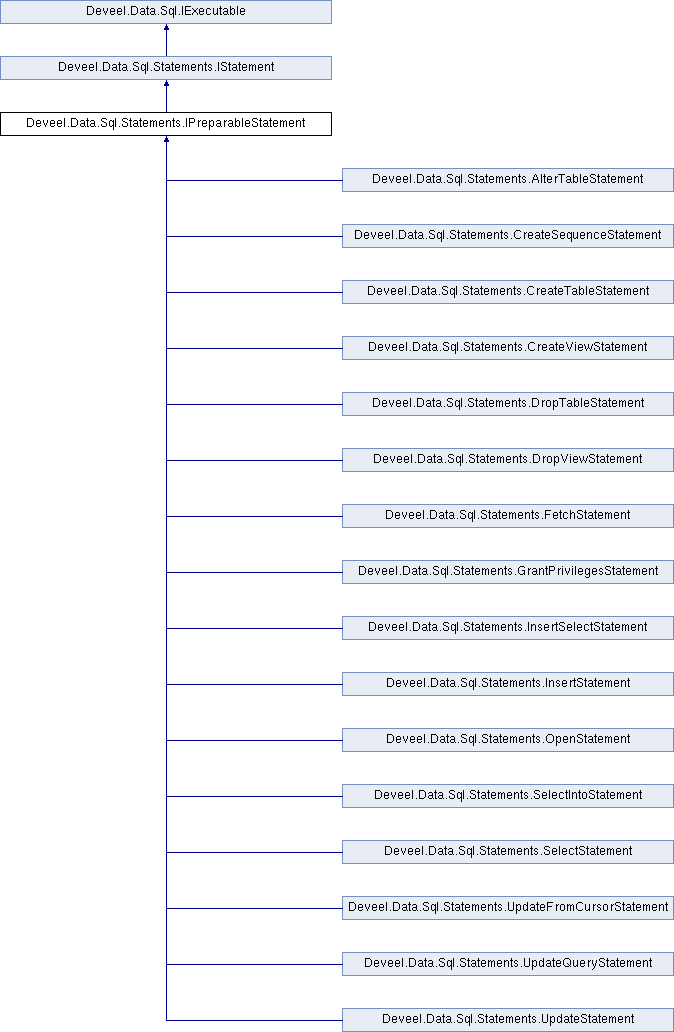 Deveel.Data.Sql.IExecutable
Deveel.Data.Sql.Statements.IStatement
Deveel.Data.Sql.Statements.IPreparableStatement
Deveel.Data.Sql.Statements.AlterTableStatement
Deveel.Data.Sql.Statements.CreateSequenceStatement
Deveel.Data.Sql.Statements.CreateTableStatement
Deveel.Data.Sql.Statements.CreateViewStatement
Deveel.Data.Sql.Statements.DropTableStatement
Deveel.Data.Sql.Statements.DropViewStatement
Deveel.Data.Sql.Statements.FetchStatement
Deveel.Data.Sql.Statements.GrantPrivilegesStatement
Deveel.Data.Sql.Statements.InsertSelectStatement
Deveel.Data.Sql.Statements.InsertStatement
Deveel.Data.Sql.Statements.OpenStatement
Deveel.Data.Sql.Statements.SelectIntoStatement
Deveel.Data.Sql.Statements.SelectStatement
Deveel.Data.Sql.Statements.UpdateFromCursorStatement
Deveel.Data.Sql.Statements.UpdateQueryStatement
Deveel.Data.Sql.Statements.UpdateStatement